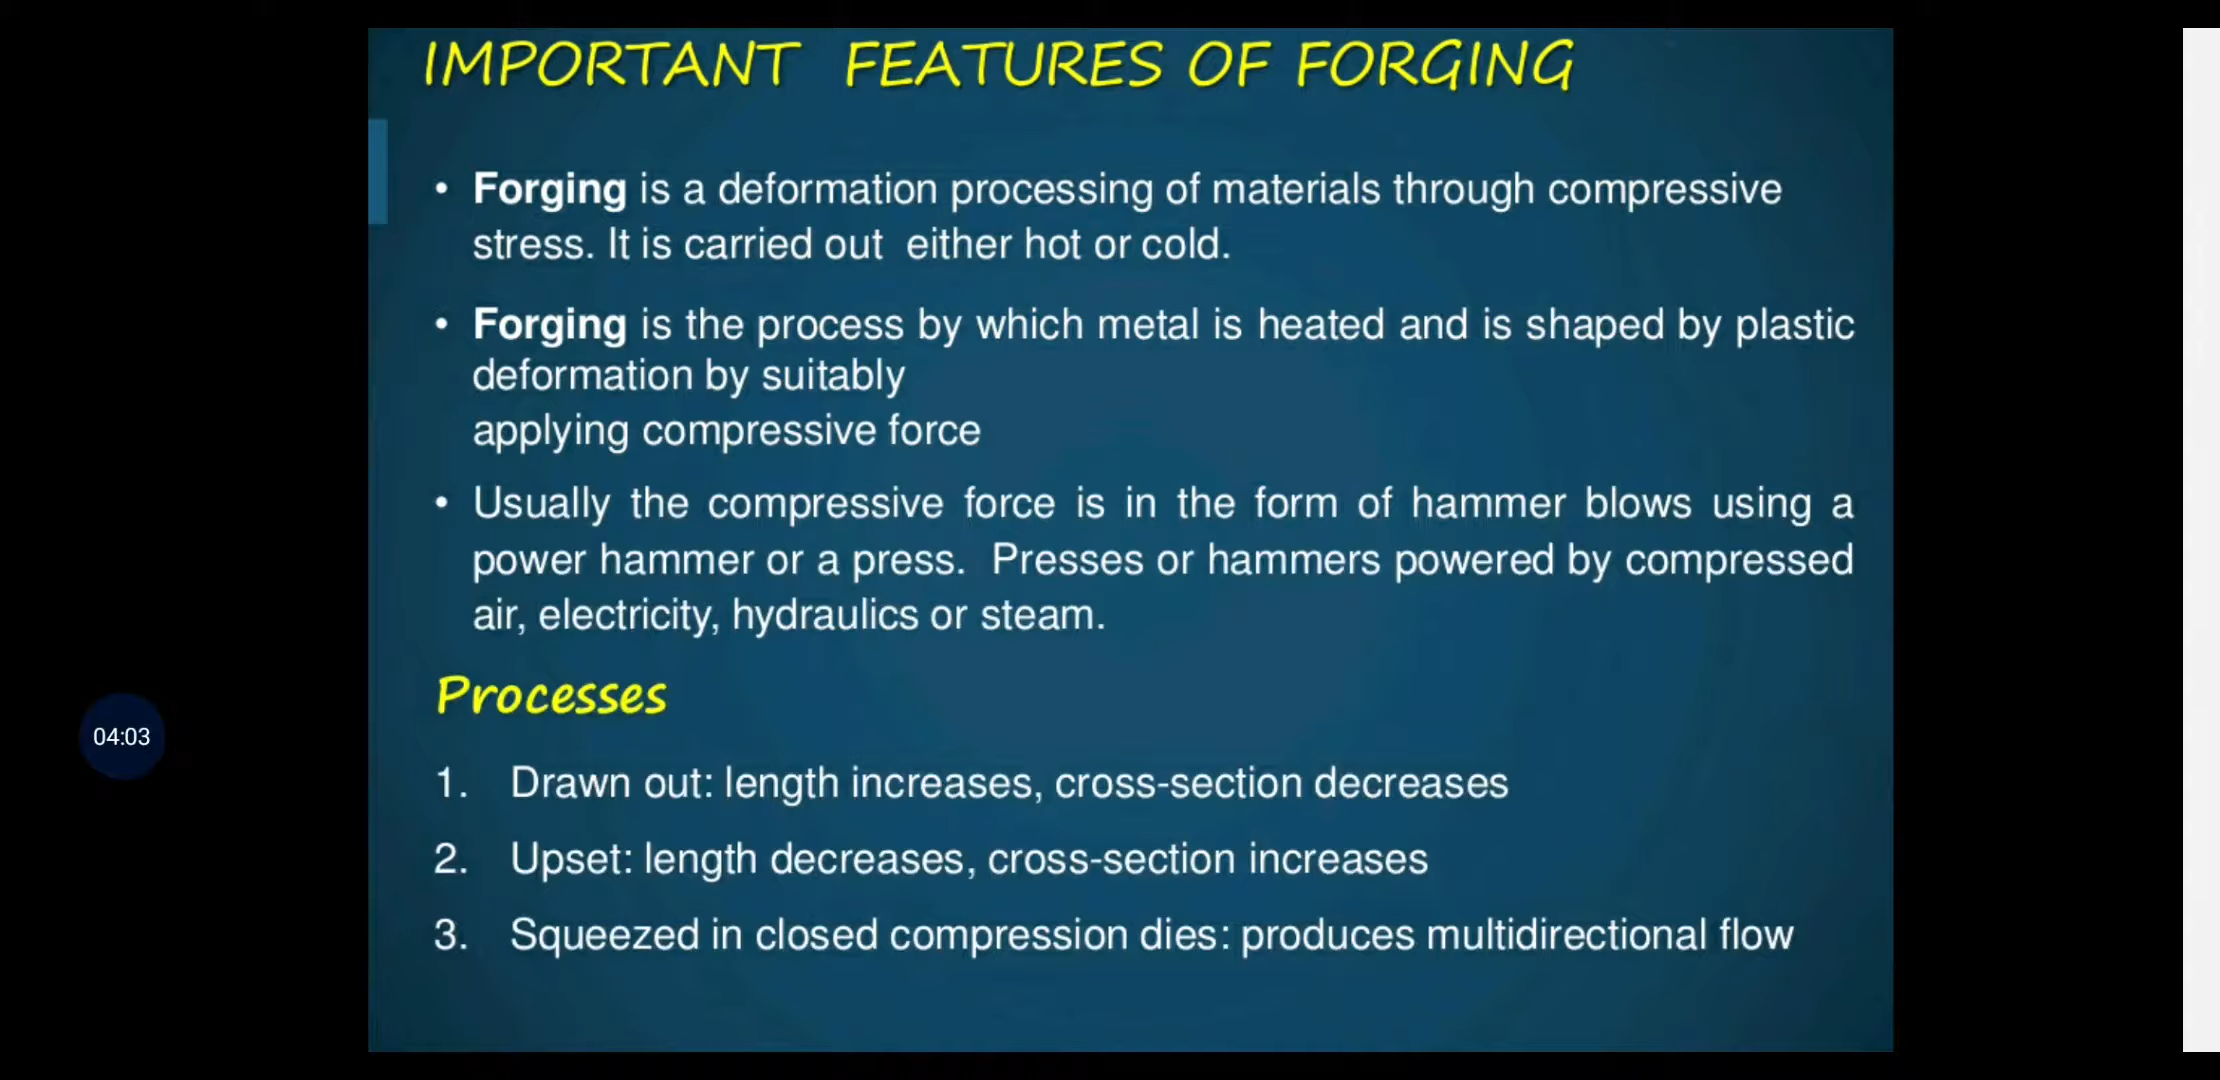 IMPORTANT FEATURES OF FORGING
• Forging is a deformation processing of materials through compressive
stress. It is carried out either hot or cold.
• Forging is the process by which metal is heated and is shaped by plastic
deformation by suitably
applying compressive force
• Usually the compressive force is in the form of hammer blows using a
power hammer or a press. Presses or hammers powered by compressed
air, electricity, hydraulics or steam.
Processes
04:03
1. Drawn out: length increases, cross-section decreases
2. Upset: length decreases, cross-section increases
3. Squeezed in closed compression dies: produces multidirectional flow